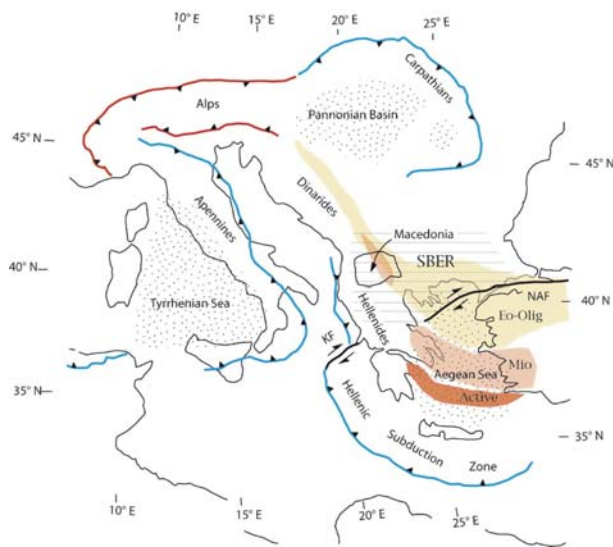 10° E
15° E
20° E
25° E
Carpathians
Alps
Pannonian Basin
45° N
45° N
Dinarides
Apennines
Macedonia
SBER
40° N
NAF
40° N
Tyrrhenian Sea
Hellenides
Eo-Olig
KF
Mio
Aegean Sea
35° N
Active
Hellenic
Subduction
35° N
Zone
10° E
15° E
20° E
25° E